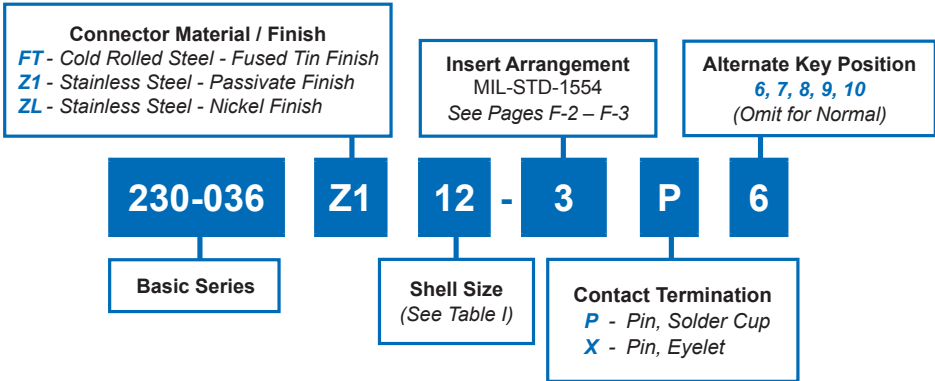 Connector Material / Finish
FT - Cold Rolled Steel - Fused Tin Finish
Z1 - Stainless Steel - Passivate Finish
ZL - Stainless Steel - Nickel Finish
Insert Arrangement
MIL-STD-1554
See Pages F-2 – F-3
Alternate Key Position
6, 7, 8, 9, 10
(Omit for Normal)
230-036 Z1 12 - 3 P 6
Basic Series
Shell Size
(See Table I)
Contact Termination
P - Pin, Solder Cup
X - Pin, Eyelet